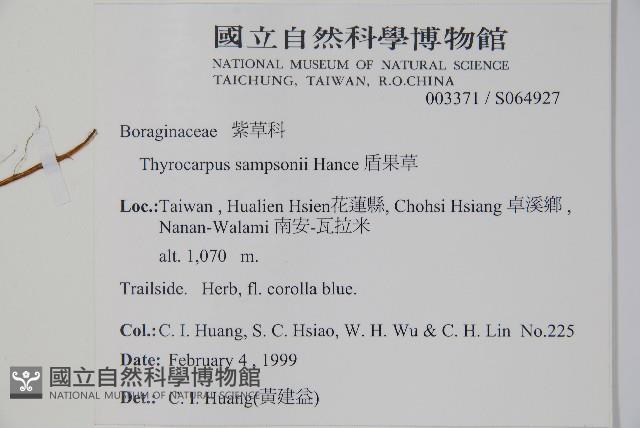 國立自然科學博物館
NATIONAL MUSEUM OF NATURAL SCIENCE
TAICHUNG, TAIWAN, R.O.CHINA
003371 / S064927
Boraginaceae 紫草科
Thyrocarpus sampsonii Hance 盾果草
Loc.:Taiwan , Hualien Hsien花蓮縣, Chohsi Hsiang 卓溪鄉 ,
Nanan-Walami 南安-瓦拉米
alt. 1,070 m.
Trailside. Herb, fl. corolla blue.
Col.: C. I. Huang, S. C. Hsiao, W. H. Wu & C. H. Lin No.225
Date: February 4 , 1999
國立自然科學博物館
NATIONAL MUSEUM OF NATURAL SCIENCE
Det.: C. I. Huang(黃建益)